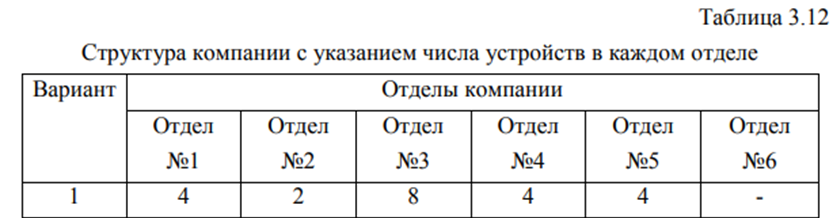 Таблица 3.12
Структура компании с указанием числа устройств в каждом отделе
Вариант Отделы компании
Отдел №1 Отдел №2 Отдел №3 Отдел №4 Отдел №5 Отдел №6
1 4 2 8 4 4 -